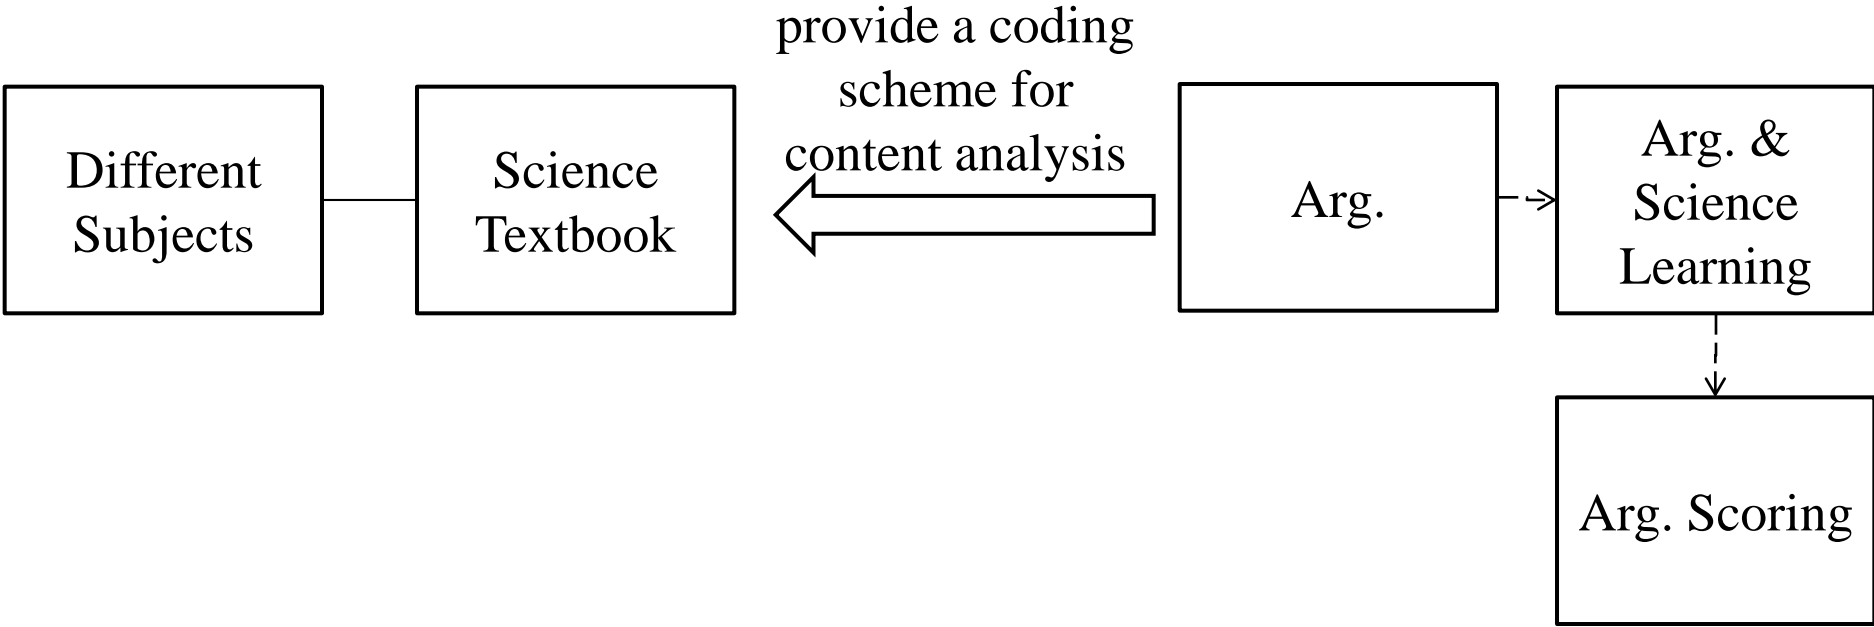 Different
Subjects
Science
Textbook
provide a coding
scheme for
content analysis
Arg.
Arg. &
Science
Learning
Arg. Scoring